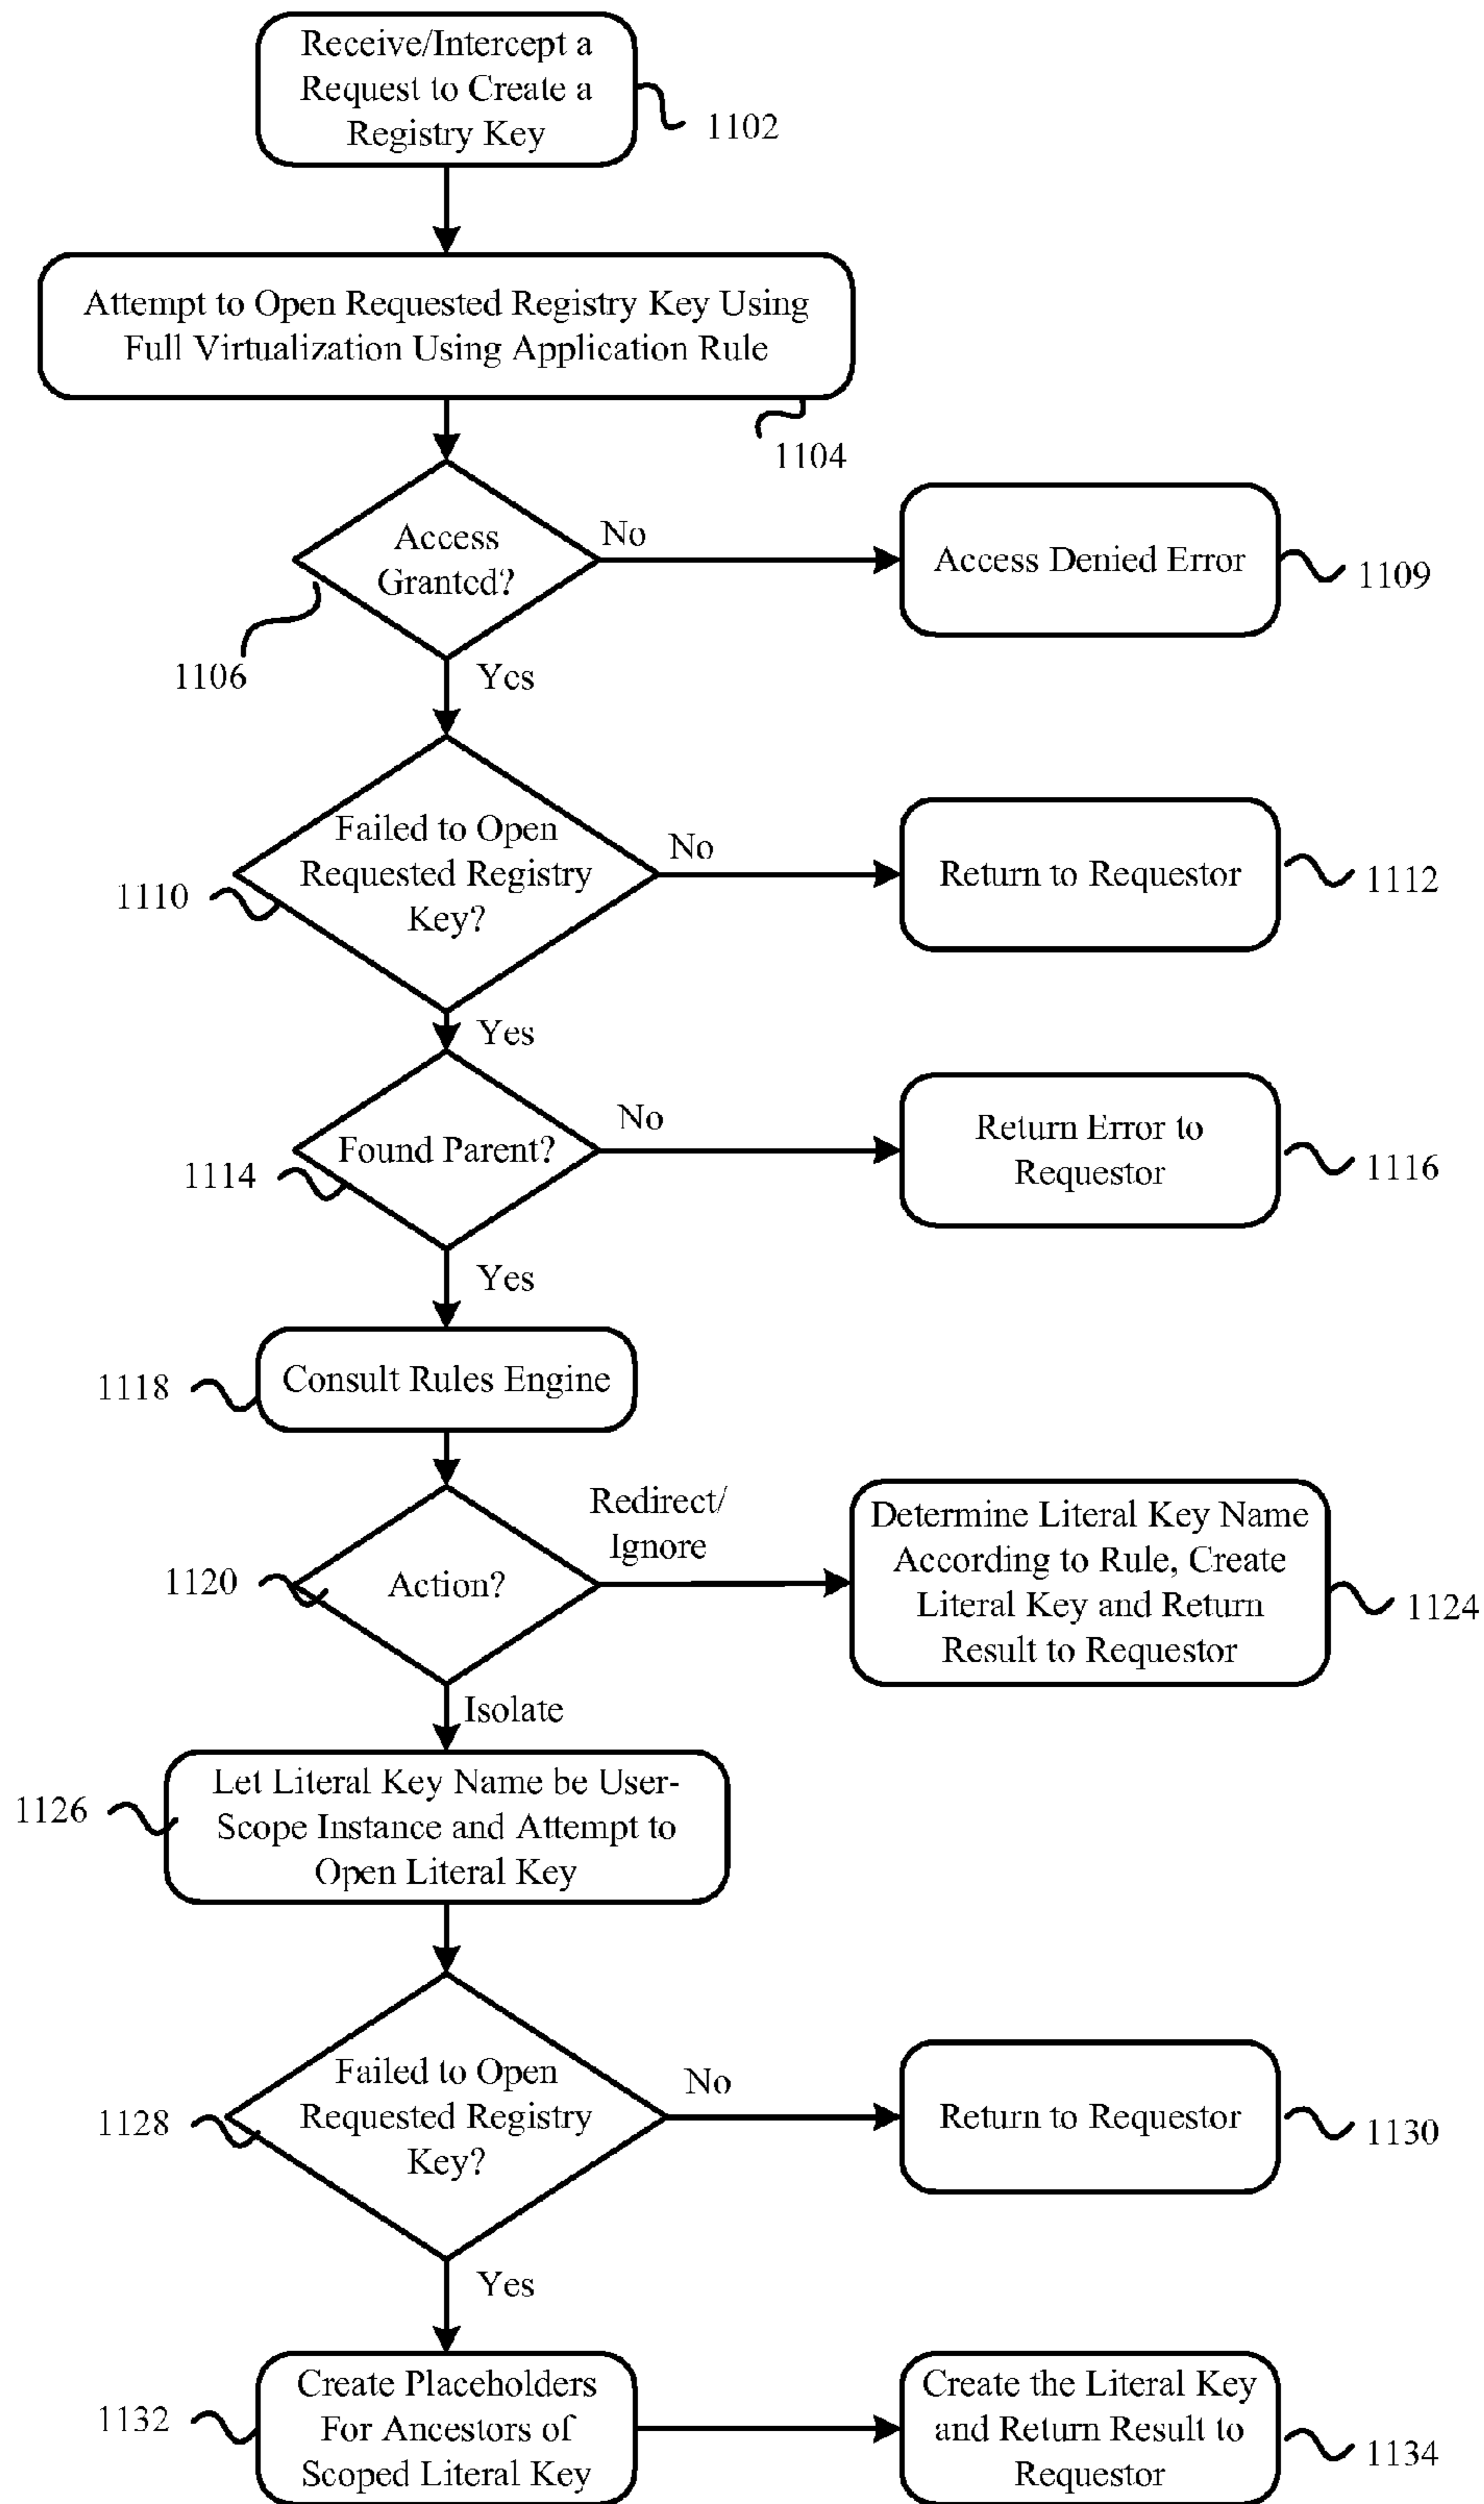 Receive/Intercept a
Request to Create a
Registry Key
1102
Attempt to Open Requested Registry Key Using
Full Virtualization Using Application Rule
1104
Access
Granted?
No
Access Denied Error
1109
1106
Yes
Failed to Open
Requested Registry
Key?
No
Return to Requestor
1112
1110
Yes
Found Parent?
No
Return Error to
Requestor
1116
1114
Yes
Consult Rules Engine
1118
Action?
Redirect/
Ignore
Determine Literal Key Name
According to Rule, Create
Literal Key and Return
Result to Requestor
1124
1120
Isolate
Let Literal Key Name be User-
Scope Instance and Attempt to
Open Literal Key
1126
Failed to Open
Requested Registry
Key?
No
Return to Requestor
1130
1128
Yes
Create Placeholders
For Ancestors of
Scoped Literal Key
1132
Create the Literal Key
and Return Result to
Requestor
1134